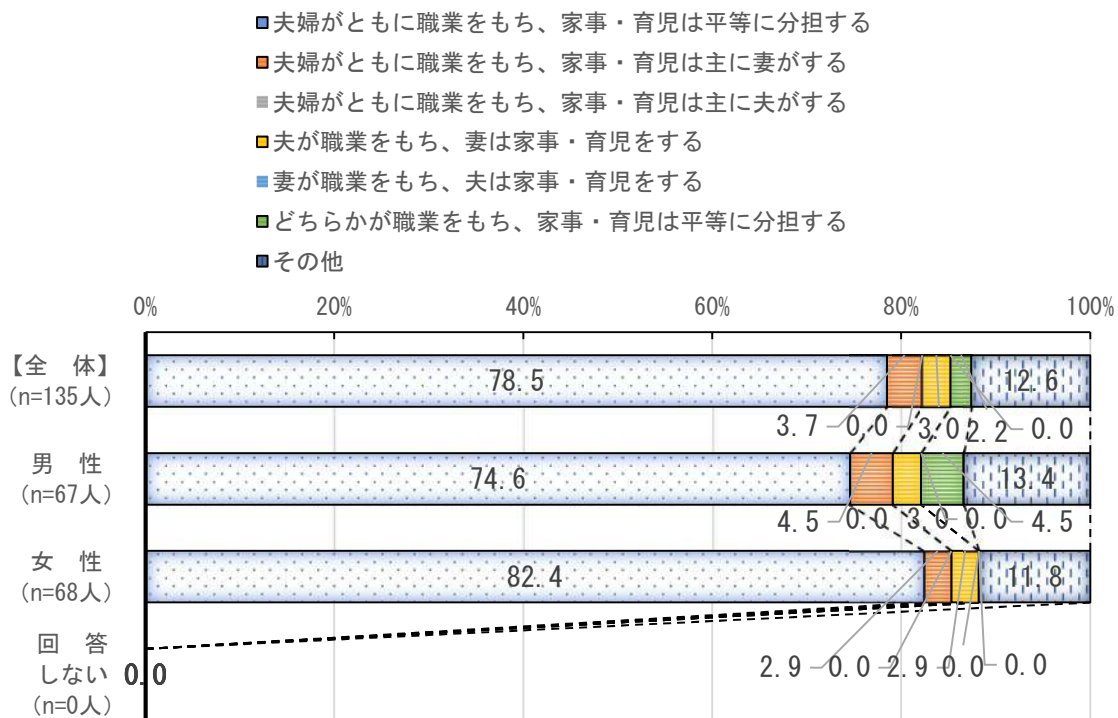 ■夫婦がともに職業をもち、家事・育児は平等に分担する
■夫婦がともに職業をもち、家事・育児は主に妻がする
■夫婦がともに職業をもち、家事・育児は主に夫がする
■夫が職業をもち、妻は家事・育児をする
■妻が職業をもち、夫は家事・育児をする
■どちらかが職業をもち、家事・育児は平等に分担する
■その他
0% 20% 40% 60% 80% 100%
【全　体】
(n=135人)
78.5 12.6
3.7 0.0 3.0 2.2 0.0
男　性
(n=67人)
74.6 13.4
4.5 0.0 3.0 0.0 4.5
女　性
(n=68人)
82.4 11.8
2.9 0.0 2.9 0.0 0.0
回　答
しない
(n=0人)
0.0